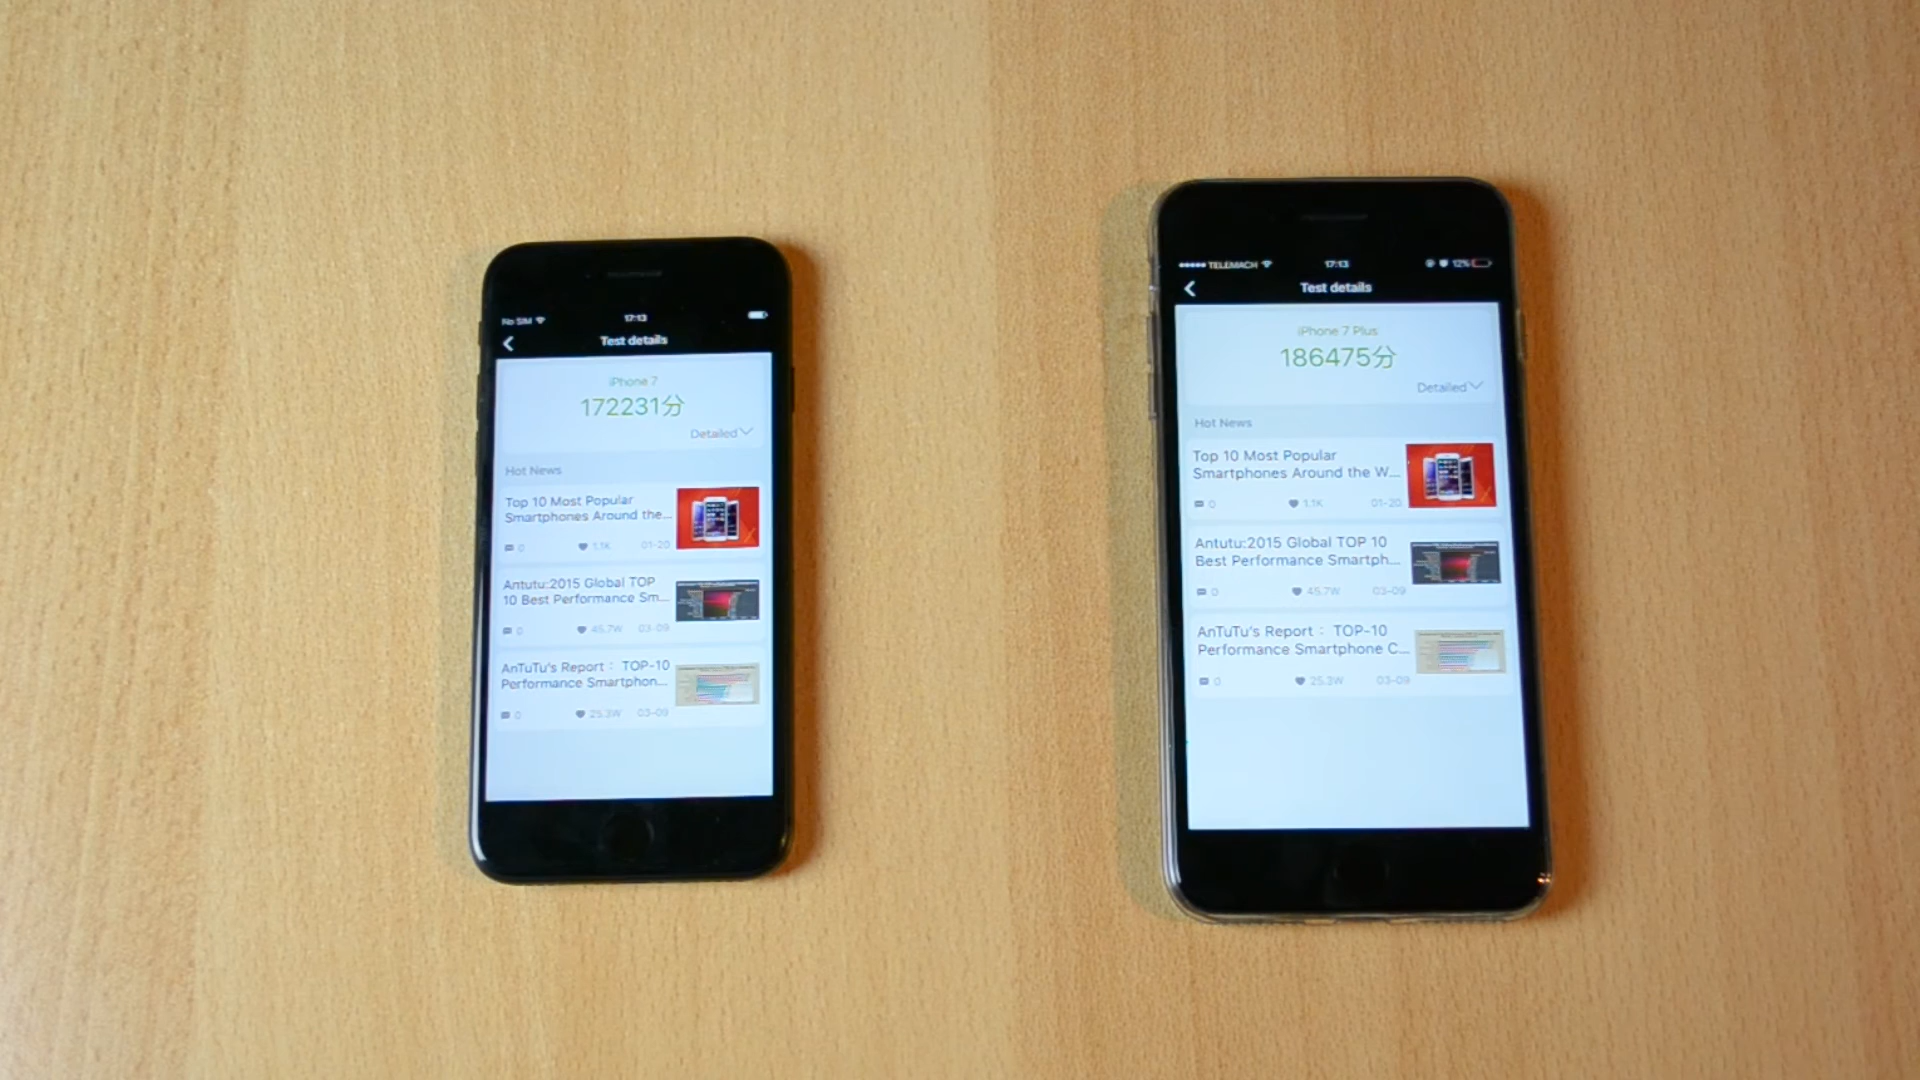 No SIM
17:13
Test details
iPhone 7
172231分
Detailed
Hot News
Top 10 Most Popular
Smartphones Around the...
0 1.1K 01-20
Antutu:2015 Global TOP
10 Best Performance Sm...
0 45.7W 03-09
AnTuTu's Report： TOP-10
Performance Smartphon...
0 25.3W 03-09
TELEMACH 17:13 12%
Test details
iPhone 7 Plus
186475分
Detailed
Hot News
Top 10 Most Popular
Smartphones Around the W...
0 1.1K 01-20
Antutu:2015 Global TOP 10
Best Performance Smartph...
0 45.7W 03-09
AnTuTu's Report： TOP-10
Performance Smartphone C...
0 25.3W 03-09